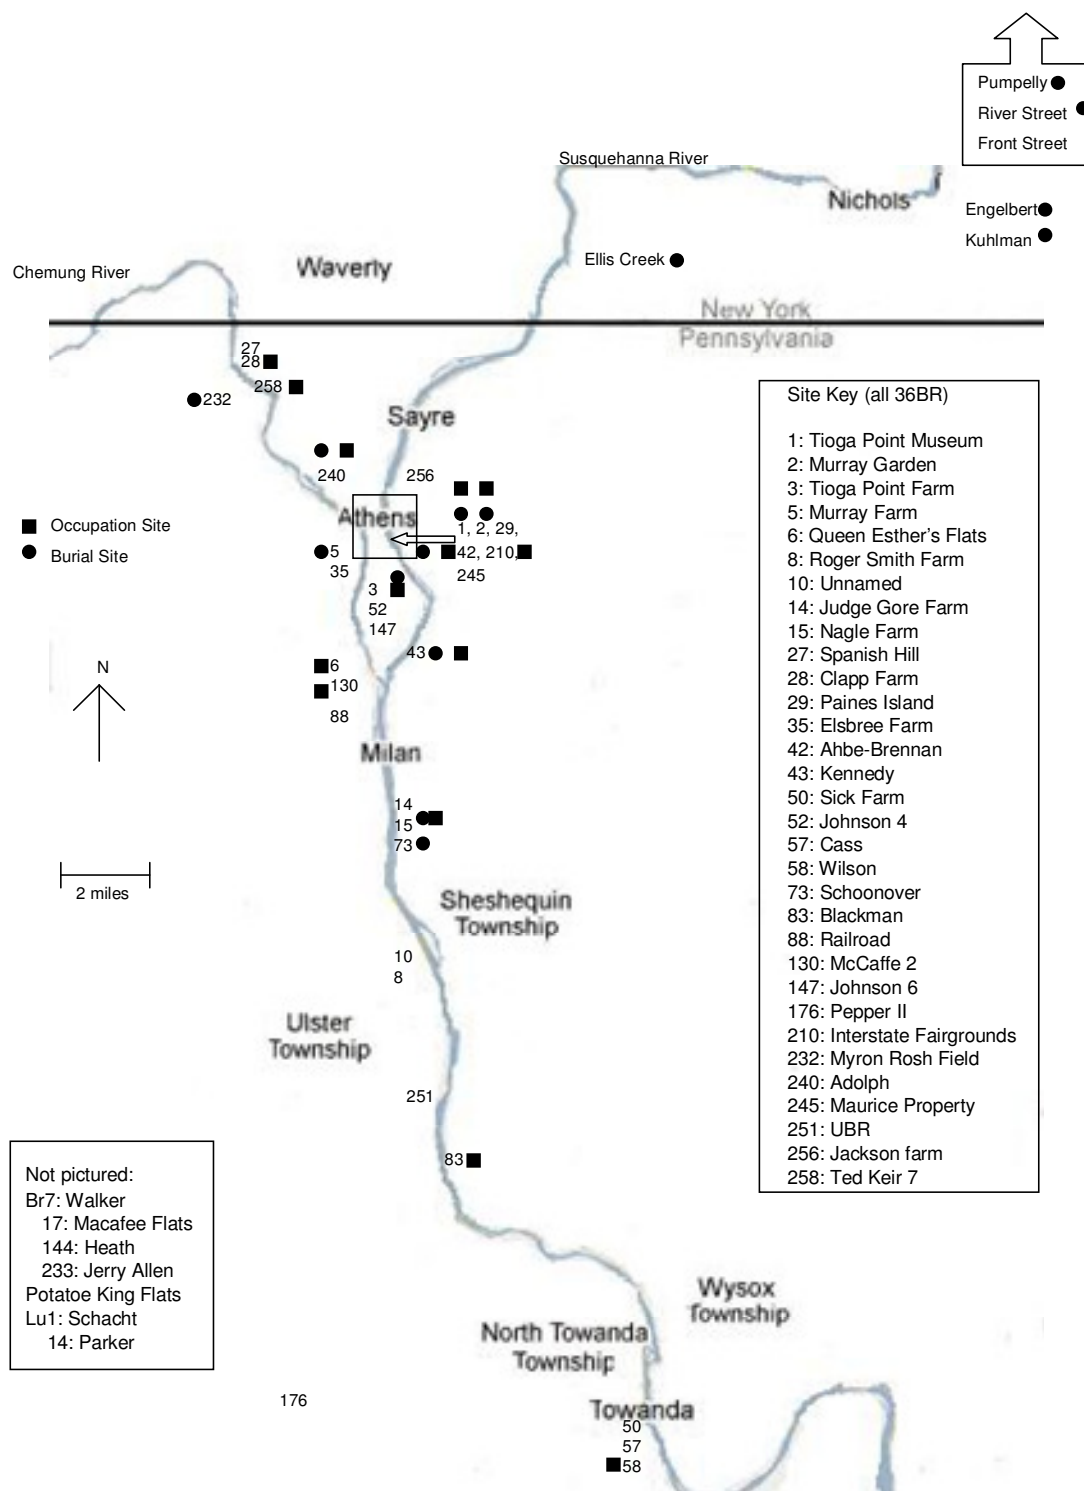 Pumpelly
River Street
Front Street
Susquehanna River
Nichols
Engelbert
Kuhlman
Ellis Creek
Waverly
Chemung River
New York
Pennsylvania
27
28
258
232
Sayre
240
256
Athens
1, 2, 29,
42, 210,
245
5
35
3
52
147
43
6
130
88
Occupation Site
Burial Site
N
2 miles
Milan
14
15
73
Sheshequin
Township
10
8
Ulster
Township
251
83
Site Key (all 36BR)
1: Tioga Point Museum
2: Murray Garden
3: Tioga Point Farm
5: Murray Farm
6: Queen Esther's Flats
8: Roger Smith Farm
10: Unnamed
14: Judge Gore Farm
15: Nagle Farm
27: Spanish Hill
28: Clapp Farm
29: Paines Island
35: Elsbree Farm
42: Ahbe-Brennan
43: Kennedy
50: Sick Farm
52: Johnson 4
57: Cass
58: Wilson
73: Schoonover
83: Blackman
88: Railroad
130: McCaffe 2
147: Johnson 6
176: Pepper II
210: Interstate Fairgrounds
232: Myron Rosh Field
240: Adolph
245: Maurice Property
251: UBR
256: Jackson farm
258: Ted Keir 7
Not pictured:
Br7: Walker
17: Macafee Flats
144: Heath
233: Jerry Allen
Potatoe King Flats
Lu1: Schacht
14: Parker
Wysox
Township
North Towanda
Township
176
Towanda
50
57
58